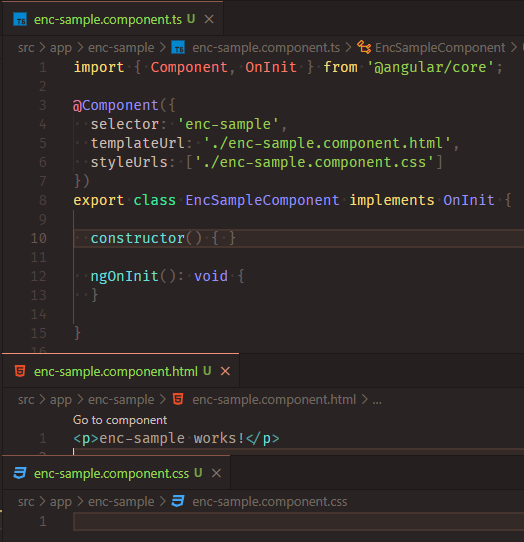 enc-sample.component.ts U ×
src > app > enc-sample > enc-sample.component.ts > EncSampleComponent >
1 import { Component, OnInit } from '@angular/core';
2
3 @Component({
4 selector: 'enc-sample',
5 templateUrl: './enc-sample.component.html',
6 styleUrls: ['./enc-sample.component.css']
7 })
8 export class EncSampleComponent implements OnInit {
9
10 constructor() { }
11
12 ngOnInit(): void {
13 }
14
15 }
16
enc-sample.component.html U ×
src > app > enc-sample > enc-sample.component.html > ...
Go to component
1 <p>enc-sample works!</p>
enc-sample.component.css U ×
src > app > enc-sample > enc-sample.component.css
1